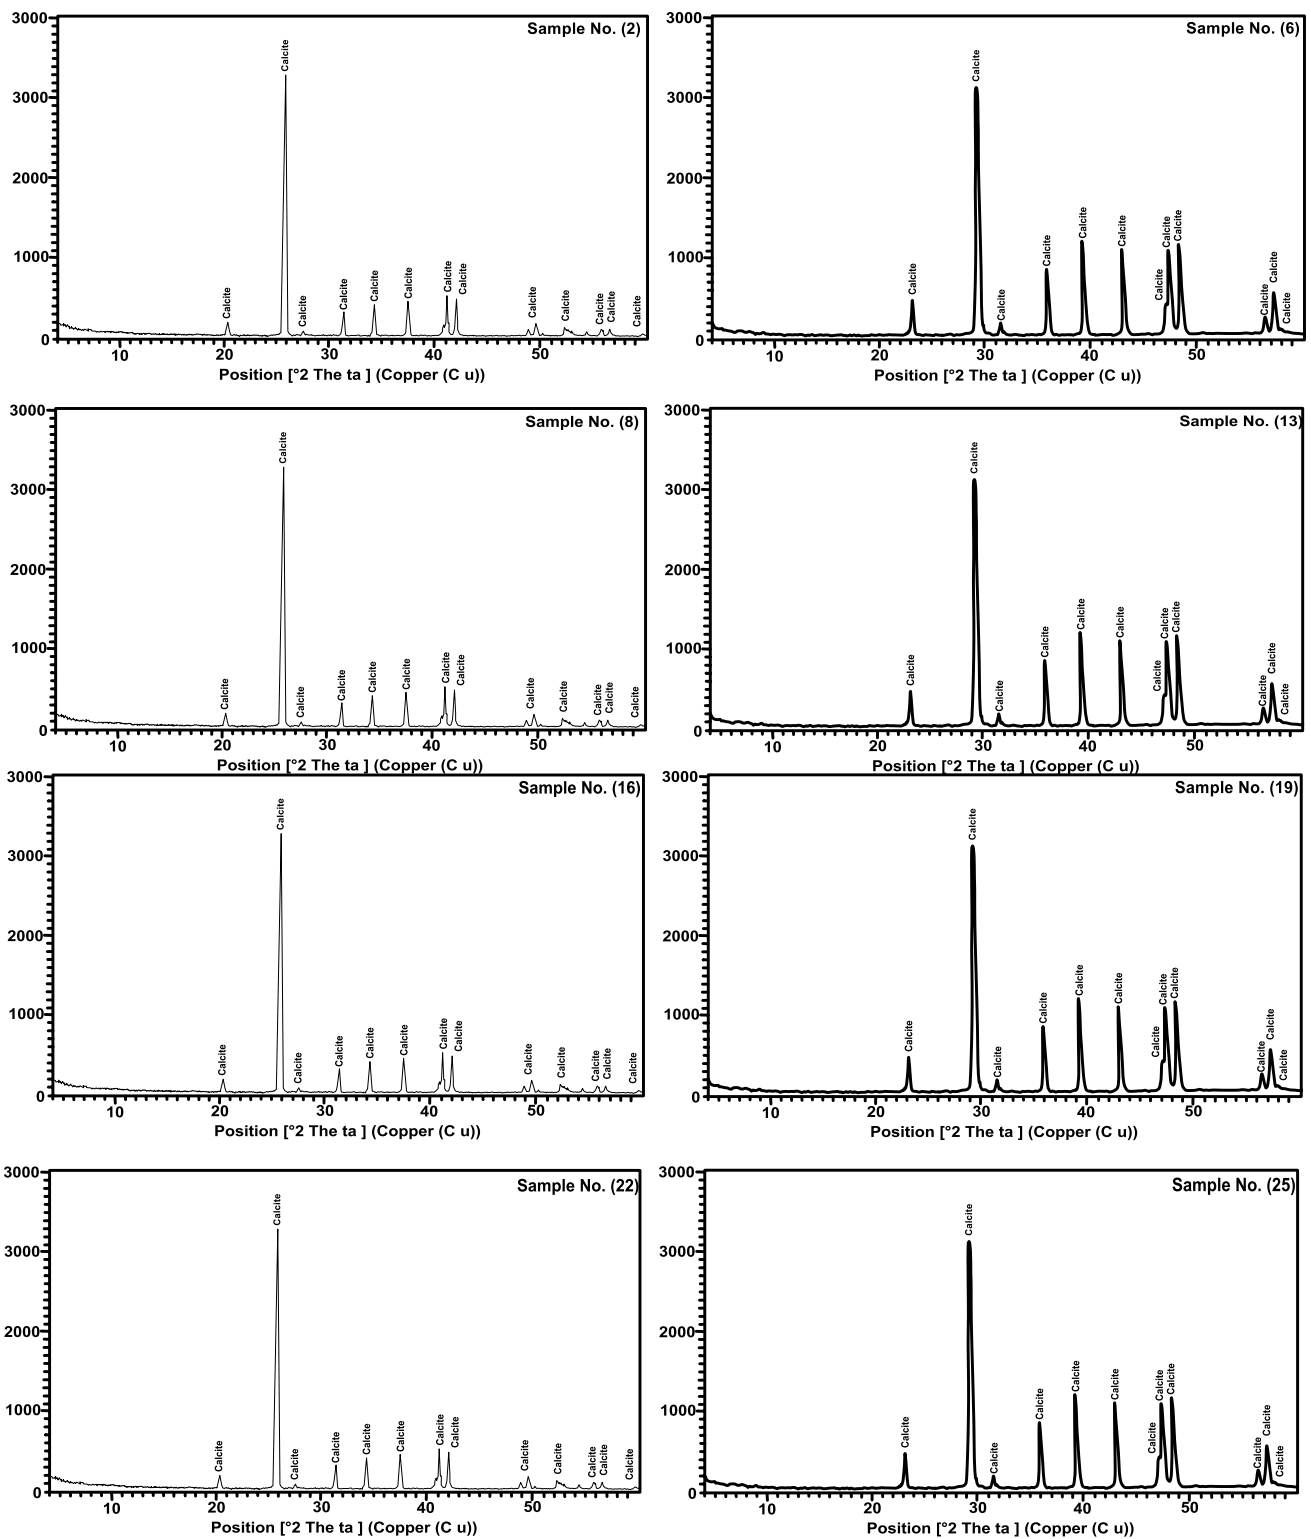 Sample No. (2)
3000
3000
2000
1000
0
Calcite
Calcite
Calcite
Calcite
Calcite
Calcite
Calcite
Calcite
Calcite
Calcite
Calcite
Calcite
Calcite
10 20 30 40 50
Position [°2 The ta ] (Copper (C u))
Sample No. (6)
3000
3000
2000
1000
0
Calcite
Calcite
Calcite
Calcite
Calcite
Calcite
Calcite
Calcite
Calcite
Calcite
Calcite
Calcite
10 20 30 40 50
Position [°2 The ta ] (Copper (C u))
Sample No. (8)
3000
3000
2000
1000
0
Calcite
Calcite
Calcite
Calcite
Calcite
Calcite
Calcite
Calcite
Calcite
Calcite
Calcite
Calcite
Calcite
10 20 30 40 50
Position [°2 The ta ] (Copper (C u))
Sample No. (13)
3000
3000
2000
1000
0
Calcite
Calcite
Calcite
Calcite
Calcite
Calcite
Calcite
Calcite
Calcite
Calcite
Calcite
Calcite
10 20 30 40 50
Position [°2 The ta ] (Copper (C u))
Sample No. (16)
3000
3000
2000
1000
0
Calcite
Calcite
Calcite
Calcite
Calcite
Calcite
Calcite
Calcite
Calcite
Calcite
Calcite
Calcite
Calcite
10 20 30 40 50
Position [°2 The ta ] (Copper (C u))
Sample No. (19)
3000
3000
2000
1000
0
Calcite
Calcite
Calcite
Calcite
Calcite
Calcite
Calcite
Calcite
Calcite
Calcite
Calcite
Calcite
10 20 30 40 50
Position [°2 The ta ] (Copper (C u))
Sample No. (22)
3000
3000
2000
1000
0
Calcite
Calcite
Calcite
Calcite
Calcite
Calcite
Calcite
Calcite
Calcite
Calcite
Calcite
Calcite
Calcite
10 20 30 40 50
Position [°2 The ta ] (Copper (C u))
Sample No. (25)
3000
3000
2000
1000
0
Calcite
Calcite
Calcite
Calcite
Calcite
Calcite
Calcite
Calcite
Calcite
Calcite
Calcite
Calcite
10 20 30 40 50
Position [°2 The ta ] (Copper (C u))